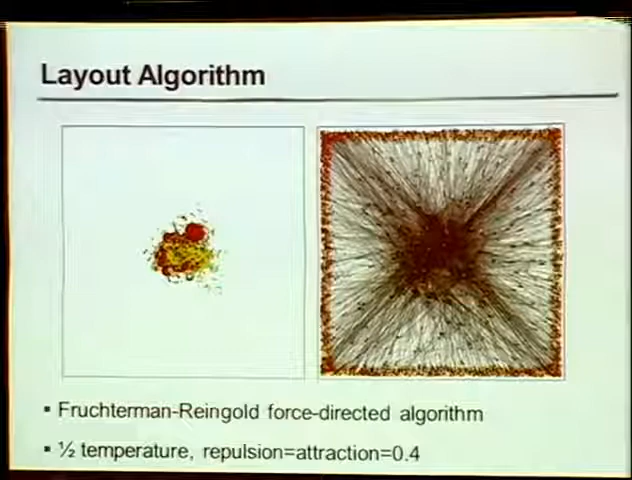 Layout Algorithm
▪ Fruchterman-Reingold force-directed algorithm
▪ ½ temperature, repulsion=attraction=0.4